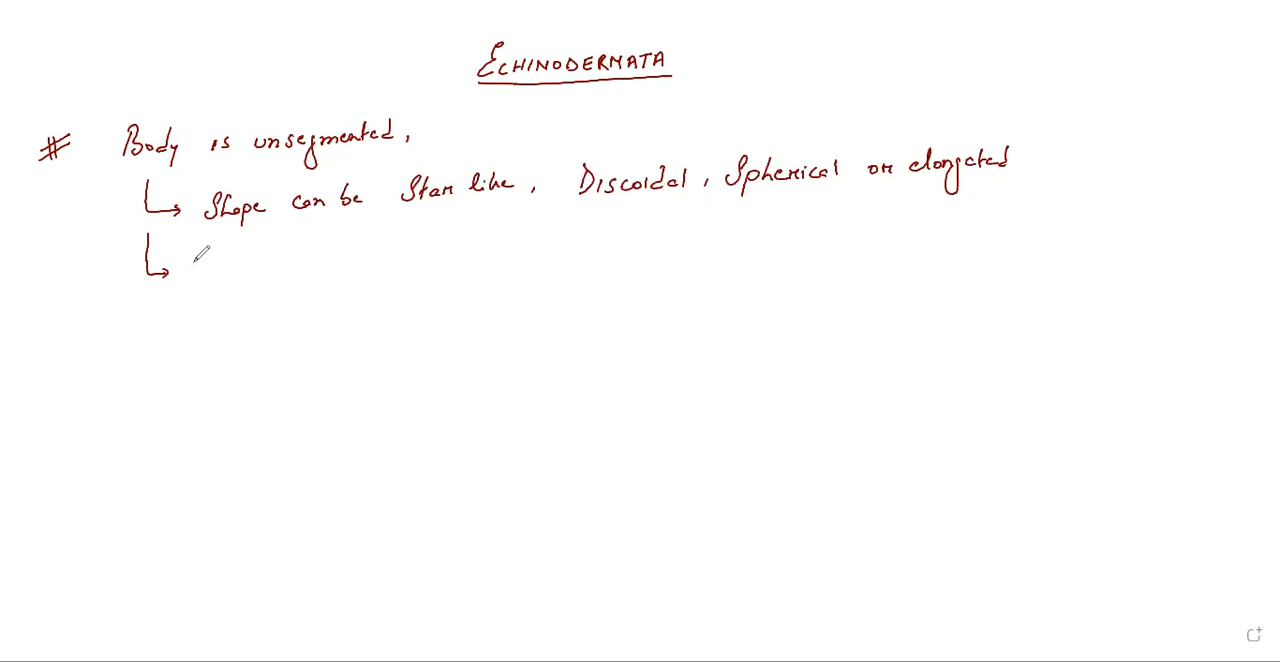 ECHINODERMATA
# Body is unsegmented,
↳ Shape can be Star like, Discoidal, Spherical or elongated
↳